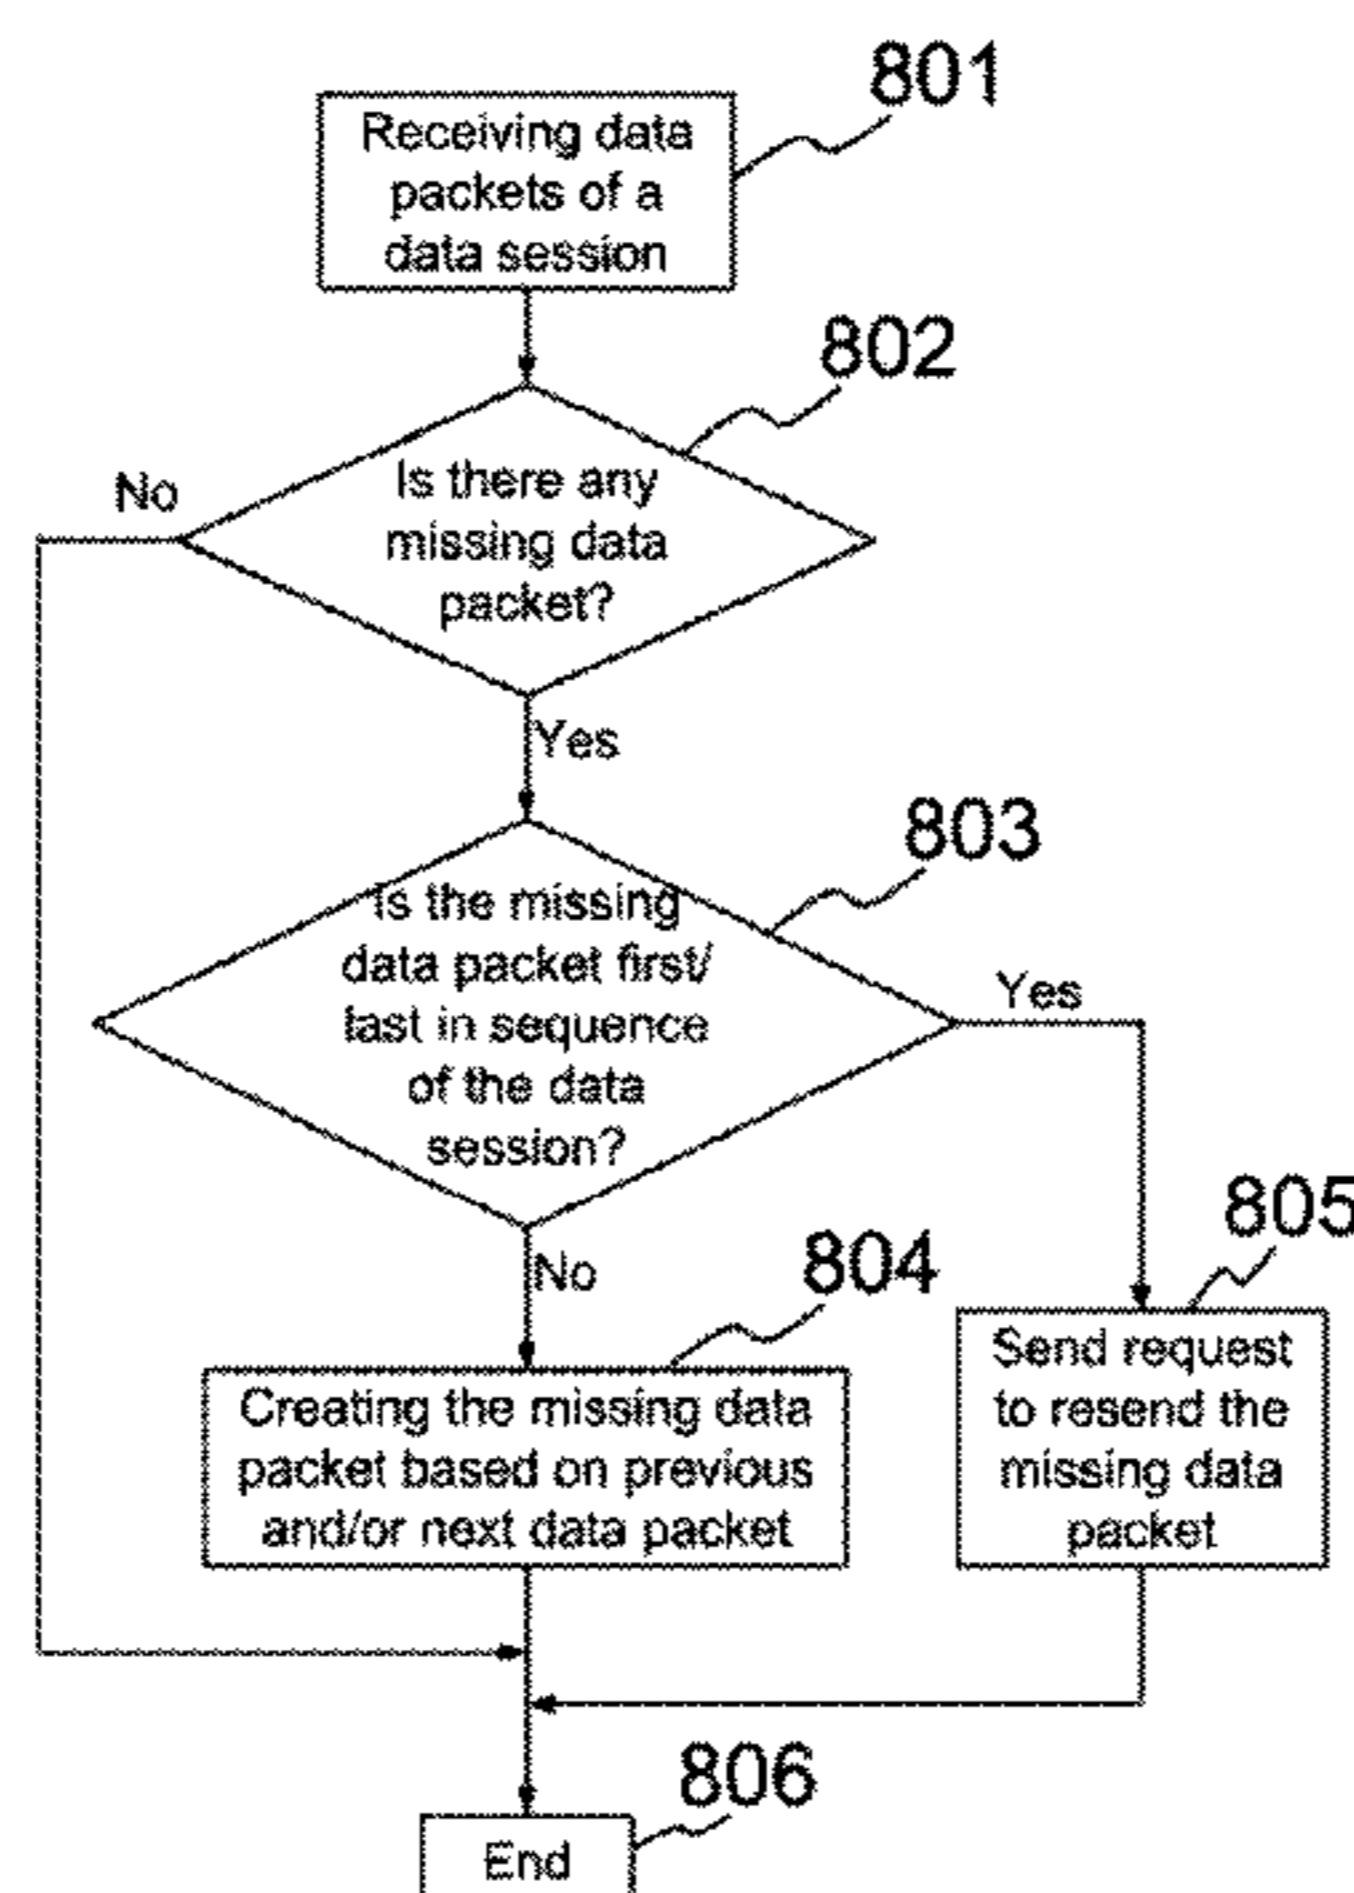 801
Receiving data
packets of a
data session
802
No
Is there any
missing data
packet?
Yes
803
Is the missing
data packet first/
last in sequence
of the data
session?
Yes
No
804
805
Creating the missing data
packet based on previous
and/or next data packet
Send request
to resend the
missing data
packet
806
End